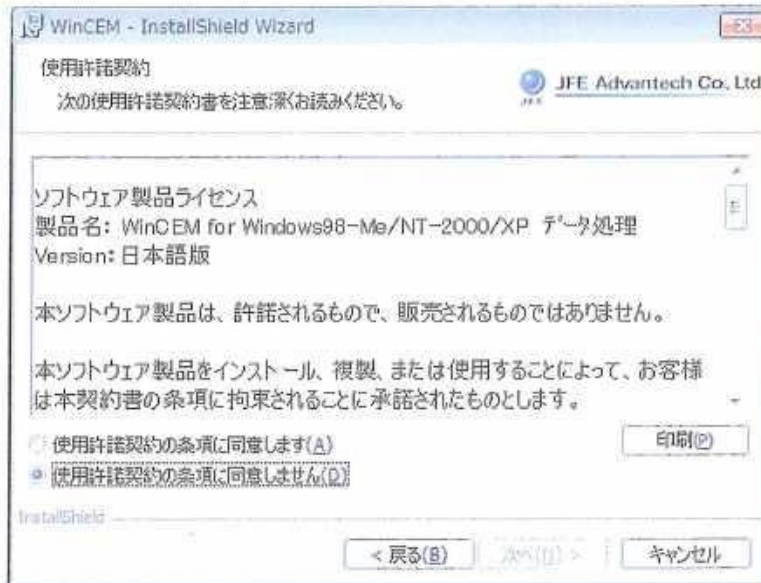 WinCEM - InstallShield Wizard
使用許諾契約
次の使用許諾契約書を注意深くお読みください。
JFE
JFE Advantech Co., Ltd
ソフトウェア製品ライセンス
製品名: WinCEM for Windows98-Me/NT-2000/XP データ処理
Version: 日本語版
本ソフトウェア製品は、許諾されるもので、販売されるものではありません。
本ソフトウェア製品をインストール、複製、または使用することによって、お客様
は本契約書の条項に拘束されることに承諾されたものとします。
使用許諾契約の条項に同意します(A)
印刷(P)
使用許諾契約の条項に同意しません(D)
InstallShield
< 戻る(B)
次へ(N) >
キャンセル